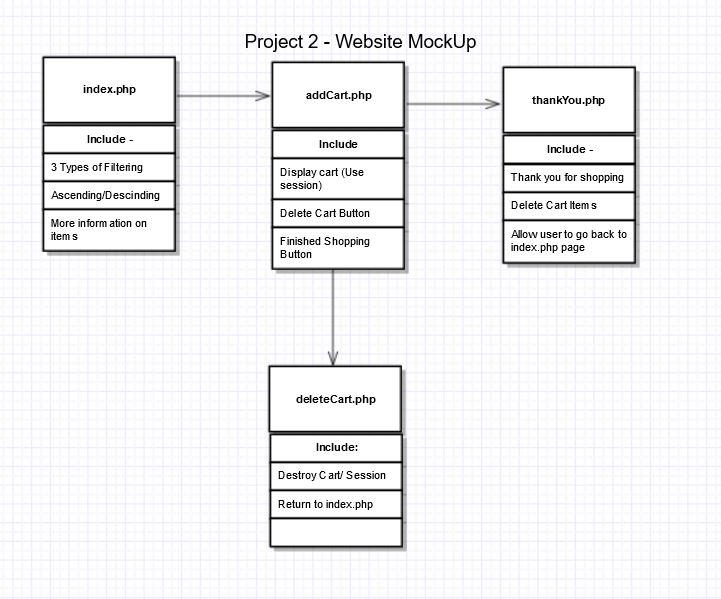 Project 2 - Website MockUp
index.php
Include -
3 Types of Filtering
Ascending/Descinding
More information on
items
addCart.php
Include
Display cart (Use
session)
Delete Cart Button
Finished Shopping
Button
thankYou.php
Include -
Thank you for shopping
Delete Cart Items
Allow user to go back to
index.php page
deleteCart.php
Include:
Destroy Cart/ Session
Return to index.php